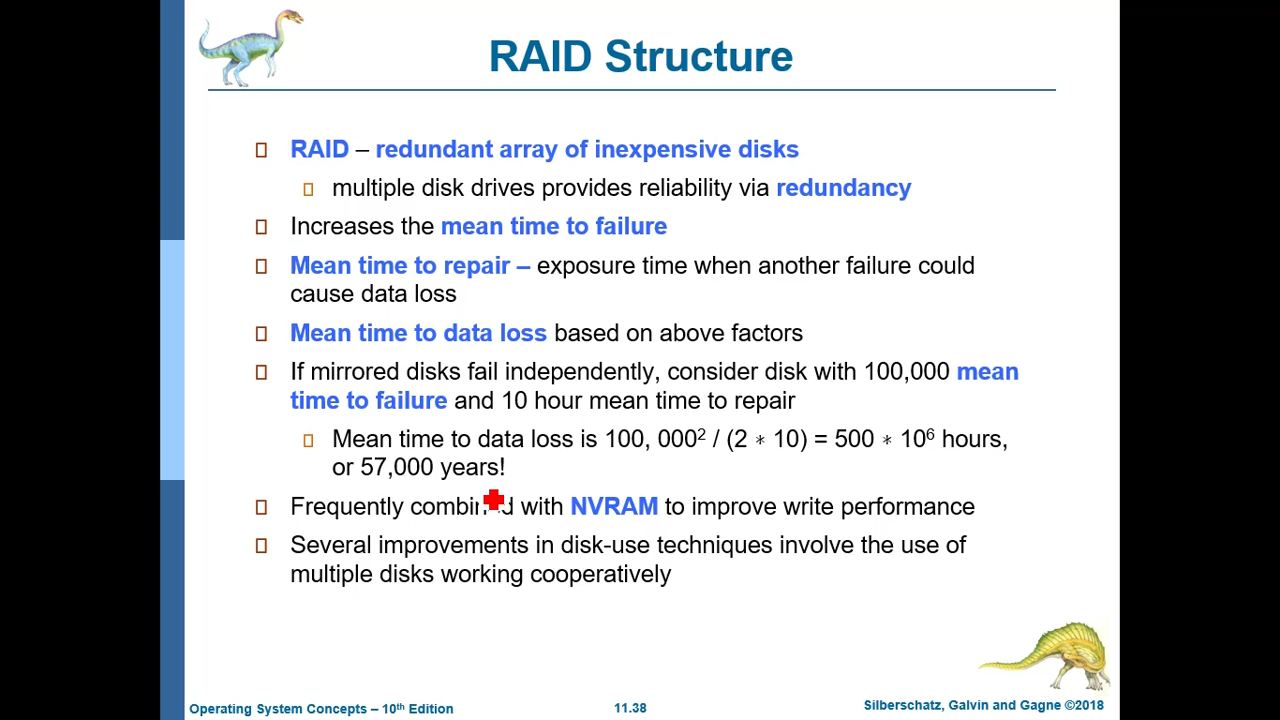 RAID Structure
RAID – redundant array of inexpensive disks
multiple disk drives provides reliability via redundancy
Increases the mean time to failure
Mean time to repair – exposure time when another failure could
cause data loss
Mean time to data loss based on above factors
If mirrored disks fail independently, consider disk with 100,000 mean
time to failure and 10 hour mean time to repair
Mean time to data loss is 100, 000² / (2 ∗ 10) = 500 ∗ 10⁶ hours,
or 57,000 years!
Frequently combined with NVRAM to improve write performance
Several improvements in disk-use techniques involve the use of
multiple disks working cooperatively
Operating System Concepts – 10th Edition
11.38
Silberschatz, Galvin and Gagne ©2018